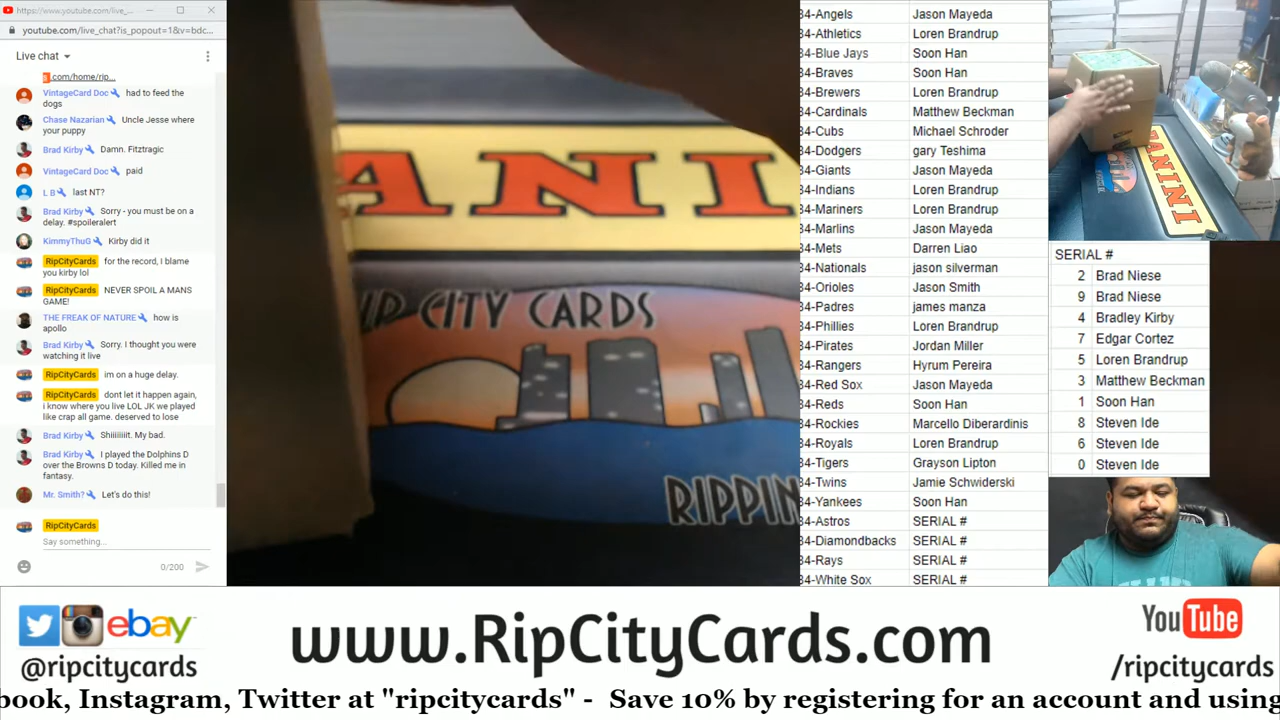 https://www.youtube.com/live_...
youtube.com/live_chat?is_popout=1&v=bdc...
Live chat
.com/home/rip...
VintageCard Doc had to feed the
dogs
Chase Nazarian Uncle Jesse where
your puppy
Brad Kirby Damn. Fitztragic
VintageCard Doc paid
L B last NT?
Brad Kirby Sorry - you must be on a
delay. #spoileralert
KimmyThuG Kirby did it
RipCityCards for the record, I blame
you kirby lol
RipCityCards NEVER SPOIL A MANS
GAME!
THE FREAK OF NATURE how is
apollo
Brad Kirby Sorry. I thought you were
watching it live
RipCityCards im on a huge delay.
RipCityCards dont let it happen again,
i know where you live LOL JK we played
like crap all game. deserved to lose
Brad Kirby Shiiiiiiiit. My bad.
Brad Kirby I played the Dolphins D
over the Browns D today. Killed me in
fantasy.
Mr. Smith? Let's do this!
RipCityCards
Say something...
0/200
ANI
RIP CITY CARDS
RIPPIN
34-Angels Jason Mayeda
34-Athletics Loren Brandrup
34-Blue Jays Soon Han
34-Braves Soon Han
34-Brewers Loren Brandrup
34-Cardinals Matthew Beckman
34-Cubs Michael Schroder
34-Dodgers gary Teshima
34-Giants Jason Mayeda
34-Indians Loren Brandrup
34-Mariners Loren Brandrup
34-Marlins Jason Mayeda
34-Mets Darren Liao
34-Nationals jason silverman
34-Orioles Jason Smith
34-Padres james manza
34-Phillies Loren Brandrup
34-Pirates Jordan Miller
34-Rangers Hyrum Pereira
34-Red Sox Jason Mayeda
34-Reds Soon Han
34-Rockies Marcello Diberardinis
34-Royals Loren Brandrup
34-Tigers Grayson Lipton
34-Twins Jamie Schwiderski
34-Yankees Soon Han
34-Astros SERIAL #
34-Diamondbacks SERIAL #
34-Rays SERIAL #
34-White Sox SERIAL #
ANINI
SERIAL #
2 Brad Niese
9 Brad Niese
4 Bradley Kirby
7 Edgar Cortez
5 Loren Brandrup
3 Matthew Beckman
1 Soon Han
8 Steven Ide
6 Steven Ide
0 Steven Ide
ebay
@ripcitycards
www.RipCityCards.com
YouTube
/ripcitycards
book, Instagram, Twitter at "ripcitycards" - Save 10% by registering for an account and using